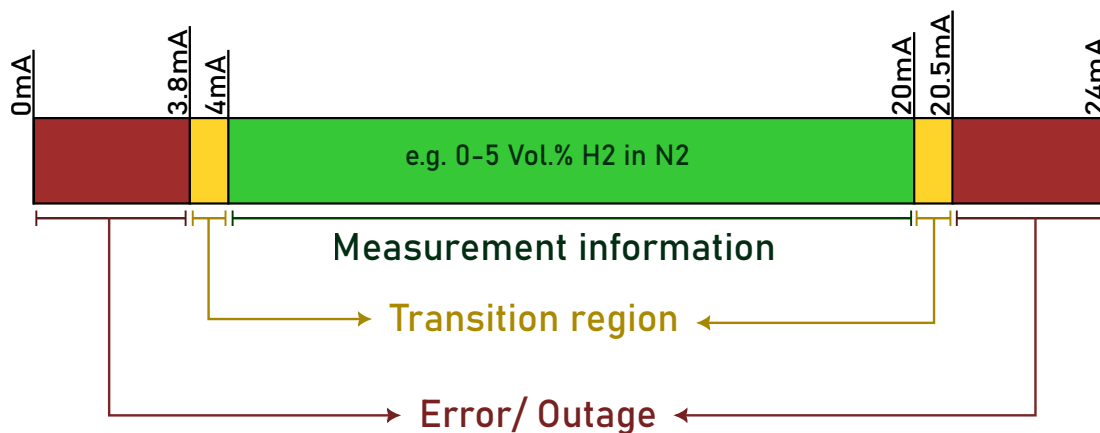 0mA
3.8mA
4mA
20mA
20.5mA
24mA
e.g. 0-5 Vol.% H2 in N2
Measurement information
Transition region
Error/ Outage